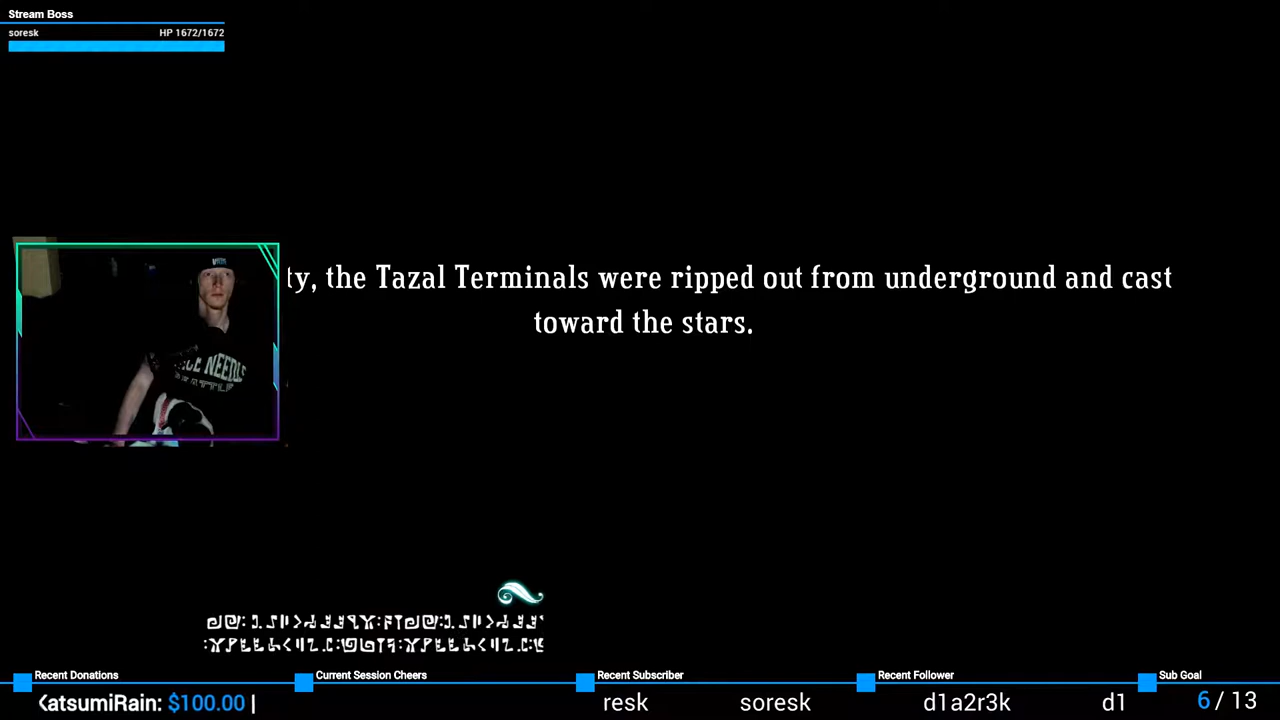 Stream Boss
soresk HP 1672/1672
ty, the Tazal Terminals were ripped out from underground and cast
toward the stars.
NEEDLE
Recent Donations Current Session Cheers Recent Subscriber Recent Follower Sub Goal
KatsumiRain: $100.00 | resk soresk d1a2r3k d1 6 / 13